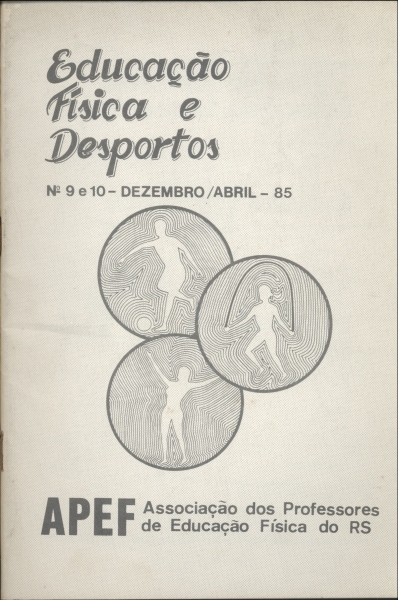 Educação
Física e
Desportos
Nº 9 e 10 - DEZEMBRO/ABRIL - 85
APEF Associação dos Professores
de Educação Física do RS